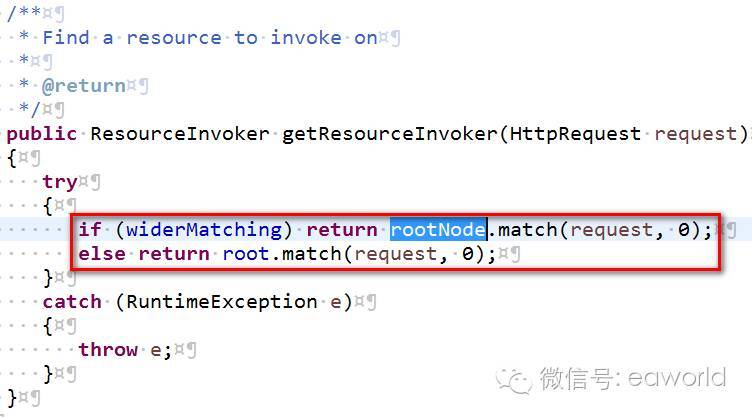 /**
 * Find a resource to invoke on
 *
 * @return
 */
public ResourceInvoker getResourceInvoker(HttpRequest request)
{
    try
    {
        if (widerMatching) return rootNode.match(request, 0);
        else return root.match(request, 0);
    }
    catch (RuntimeException e)
    {
        throw e;
    }
}
微信号: eaworld